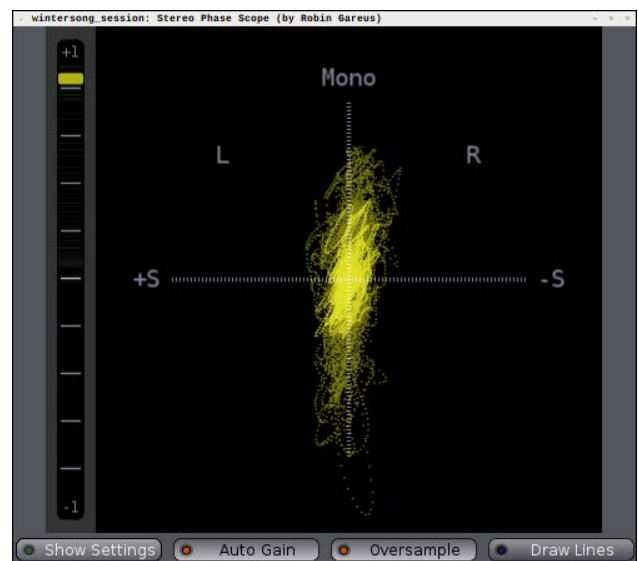 wintersong_session: Stereo Phase Scope (by Robin Gareus)
+1
Mono
L
R
+S
-S
-1
Show Settings
Auto Gain
Oversample
Draw Lines